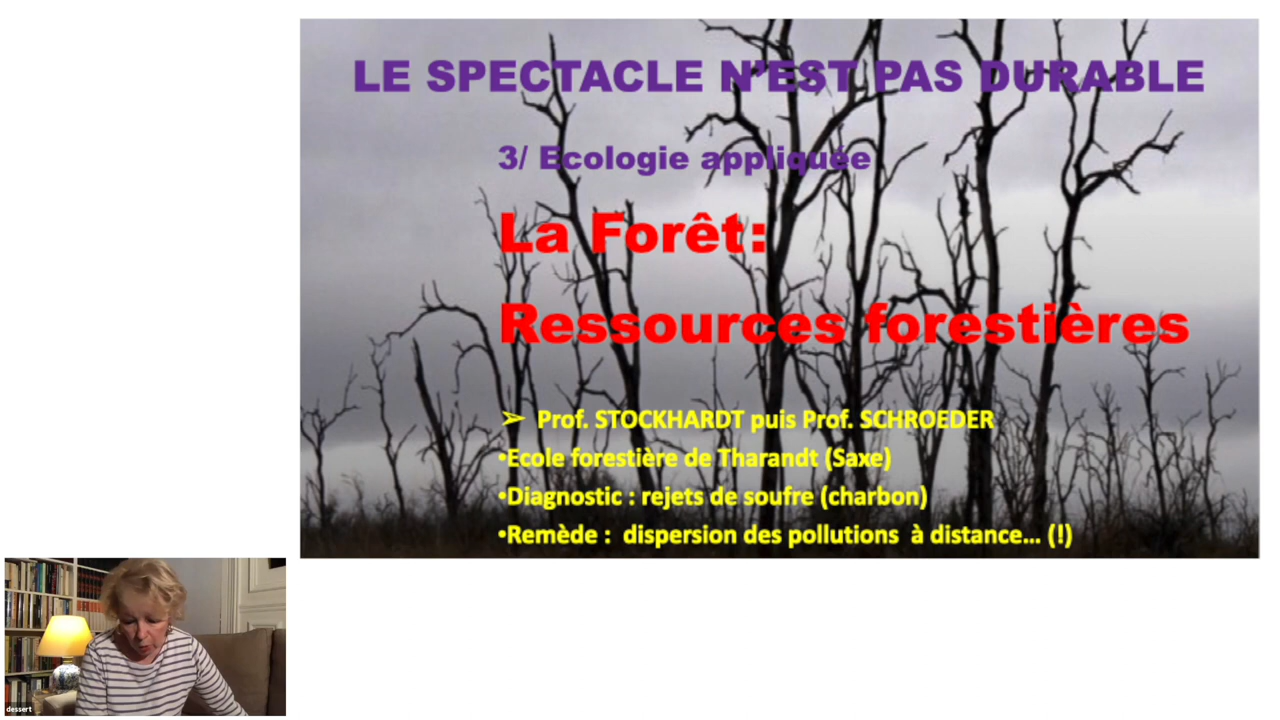 LE SPECTACLE N'EST PAS DURABLE
3/ Ecologie appliquée
La Forêt:
Ressources forestières
➢ Prof. STOCKHARDT puis Prof. SCHROEDER
•Ecole forestière de Tharandt (Saxe)
•Diagnostic : rejets de soufre (charbon)
•Remède : dispersion des pollutions à distance... (!)
dessert